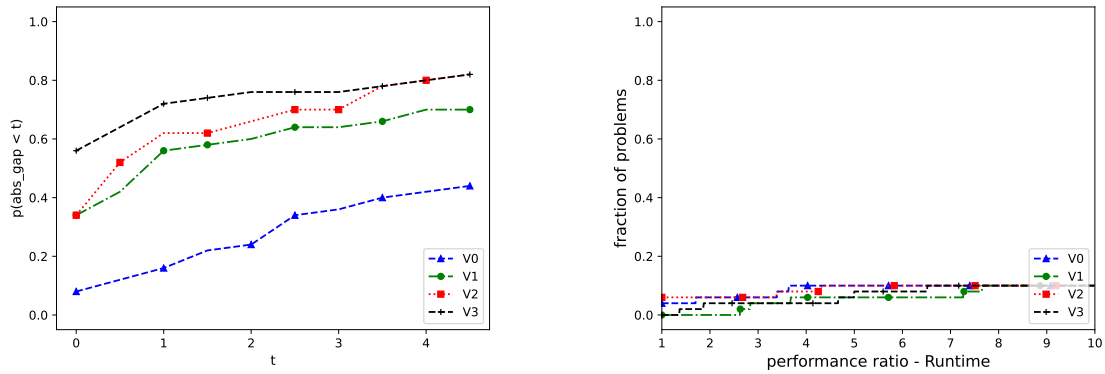 1.0
0.8
0.6
0.4
0.2
0.0
p(abs_gap < t)
0
1
2
3
4
t
V0
V1
V2
V3
1.0
0.8
0.6
0.4
0.2
0.0
fraction of problems
1
2
3
4
5
6
7
8
9
10
performance ratio - Runtime
V0
V1
V2
V3